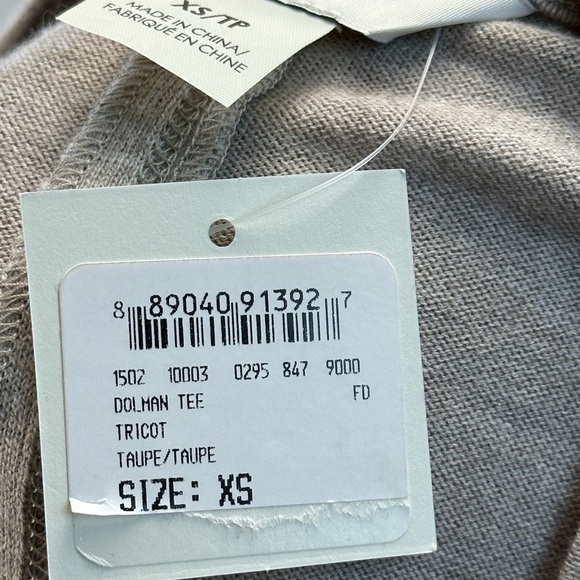 XS/TP
MADE IN CHINA/
FABRIQUÉ EN CHINE
8 89040 91392 7
1502 10003 0295 847 9000
DOLMAN TEE FD
TRICOT
TAUPE/TAUPE
SIZE: XS